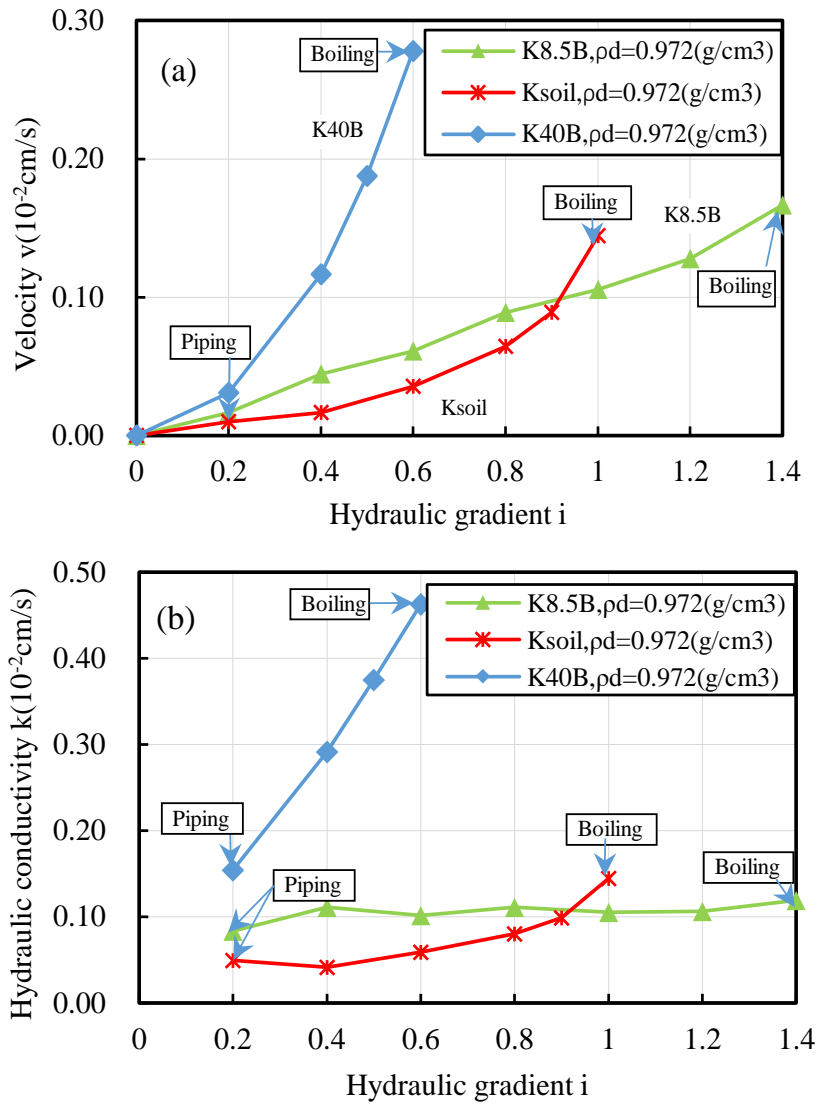 0.30
0.20
0.10
0.00
Velocity v(10⁻²cm/s)
(a)
Boiling
K8.5B,ρd=0.972(g/cm3)
Ksoil,ρd=0.972(g/cm3)
K40B,ρd=0.972(g/cm3)
K40B
Boiling
K8.5B
Boiling
Piping
Ksoil
0 0.2 0.4 0.6 0.8 1 1.2 1.4
Hydraulic gradient i
0.50
0.40
0.30
0.20
0.10
0.00
Hydraulic conductivity k(10⁻²cm/s)
(b)
Boiling
K8.5B,ρd=0.972(g/cm3)
Ksoil,ρd=0.972(g/cm3)
K40B,ρd=0.972(g/cm3)
Piping
Piping
Boiling
Boiling
0 0.2 0.4 0.6 0.8 1 1.2 1.4
Hydraulic gradient i